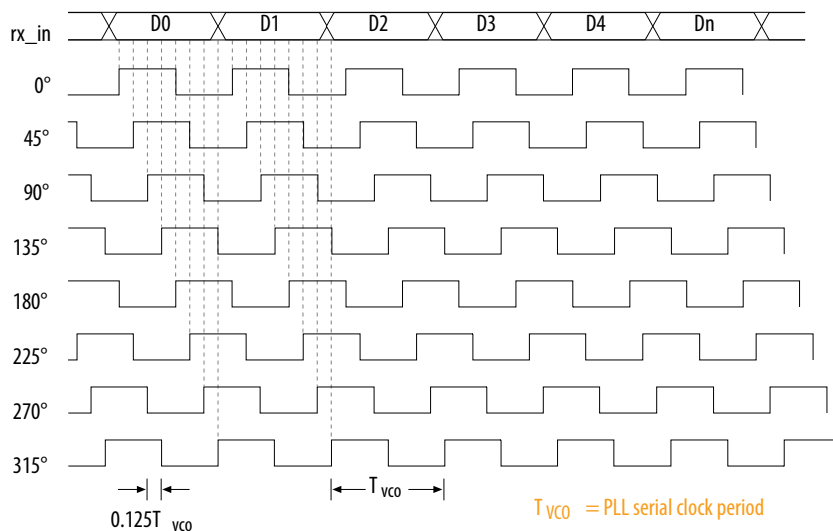 rx_in D0 D1 D2 D3 D4 Dn
0°
45°
90°
135°
180°
225°
270°
315°
T VCO
0.125T VCO
T VCO = PLL serial clock period